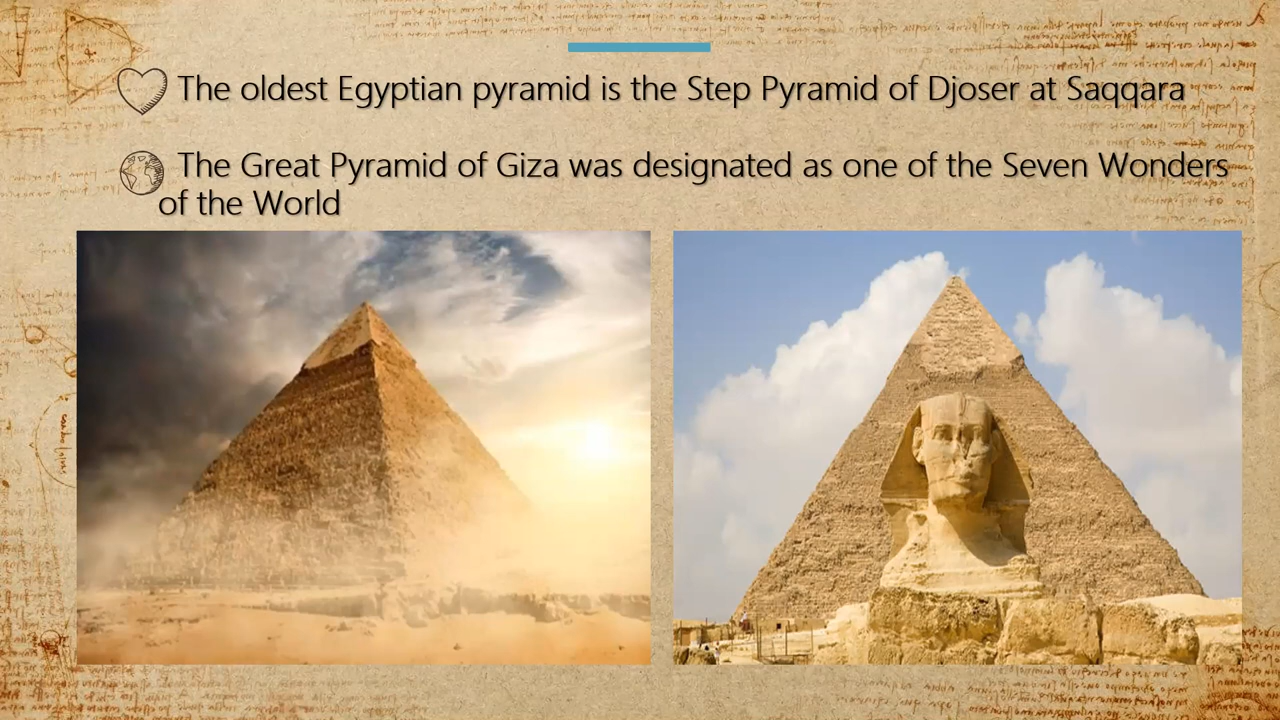 The oldest Egyptian pyramid is the Step Pyramid of Djoser at Saqqara
The Great Pyramid of Giza was designated as one of the Seven Wonders
of the World